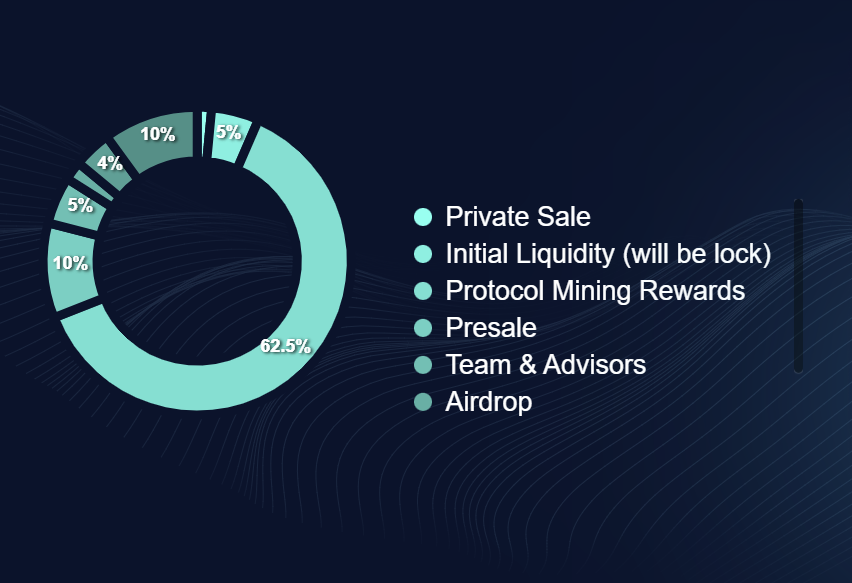 10%
5%
4%
5%
10%
62.5%
Private Sale
Initial Liquidity (will be lock)
Protocol Mining Rewards
Presale
Team & Advisors
Airdrop